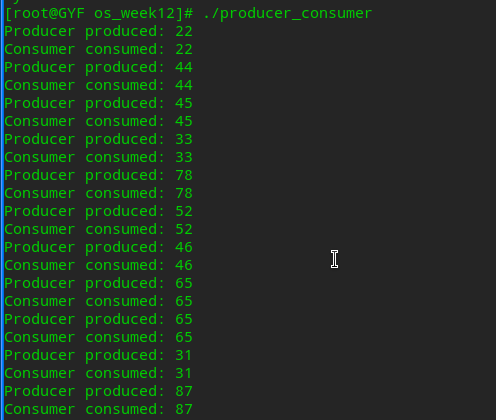 [root@GYF os_week12]# ./producer_consumer
Producer produced: 22
Consumer consumed: 22
Producer produced: 44
Consumer consumed: 44
Producer produced: 45
Consumer consumed: 45
Producer produced: 33
Consumer consumed: 33
Producer produced: 78
Consumer consumed: 78
Producer produced: 52
Consumer consumed: 52
Producer produced: 46
Consumer consumed: 46
Producer produced: 65
Consumer consumed: 65
Producer produced: 65
Consumer consumed: 65
Producer produced: 31
Consumer consumed: 31
Producer produced: 87
Consumer consumed: 87